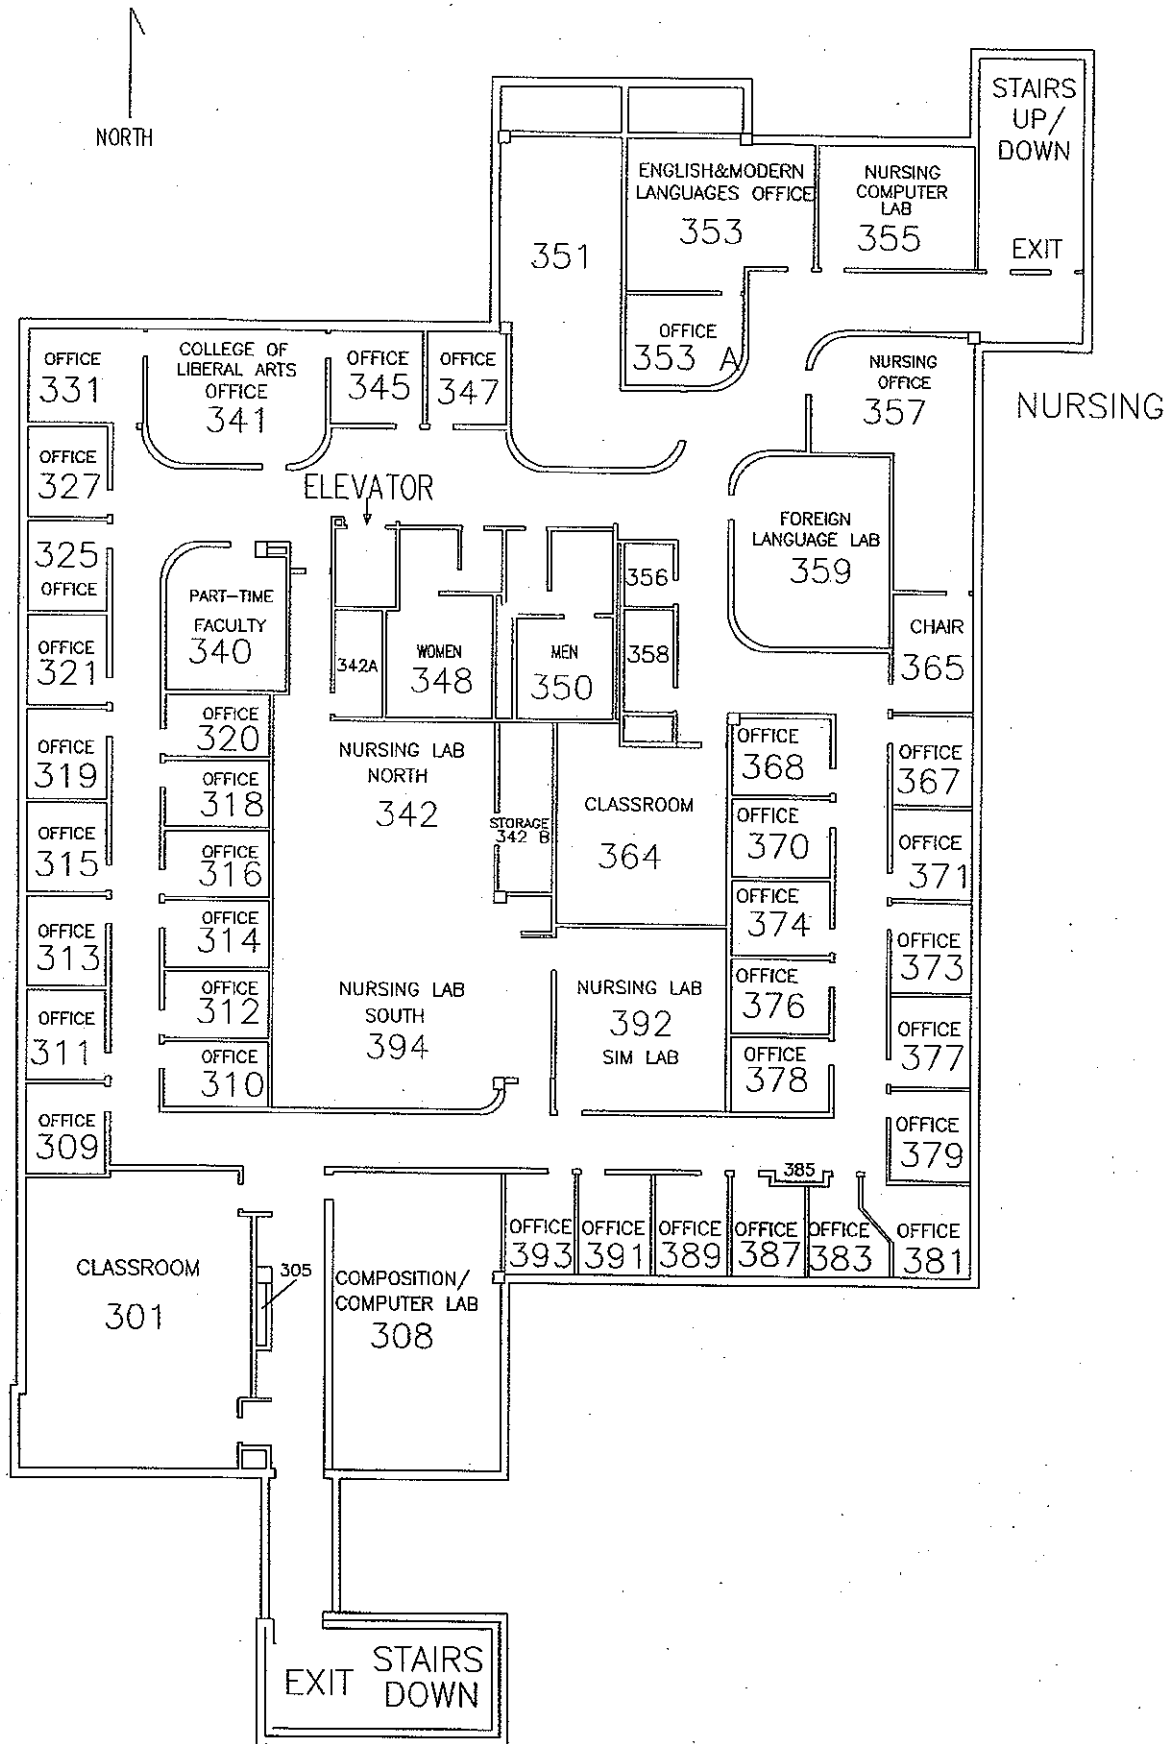 NORTH
STAIRS
UP/
DOWN
EXIT
ENGLISH&MODERN
LANGUAGES OFFICE
353
NURSING
COMPUTER
LAB
355
351
OFFICE
353 A
OFFICE
331
COLLEGE OF
LIBERAL ARTS
OFFICE
341
OFFICE
345
OFFICE
347
NURSING
OFFICE
357
NURSING
OFFICE
327
ELEVATOR
325
OFFICE
FOREIGN
LANGUAGE LAB
359
PART-TIME
FACULTY
340
356
CHAIR
365
OFFICE
321
342A
WOMEN
348
MEN
350
358
OFFICE
320
OFFICE
319
OFFICE
318
NURSING LAB
NORTH
342
STORAGE
342 B
CLASSROOM
364
OFFICE
368
OFFICE
367
OFFICE
315
OFFICE
316
OFFICE
370
OFFICE
371
OFFICE
313
OFFICE
314
OFFICE
374
OFFICE
373
OFFICE
311
OFFICE
312
NURSING LAB
SOUTH
394
NURSING LAB
392
SIM LAB
OFFICE
376
OFFICE
377
OFFICE
310
OFFICE
378
OFFICE
309
OFFICE
379
385
OFFICE
393
OFFICE
391
OFFICE
389
OFFICE
387
OFFICE
383
OFFICE
381
CLASSROOM
301
305
COMPOSITION/
COMPUTER LAB
308
EXIT
STAIRS
DOWN